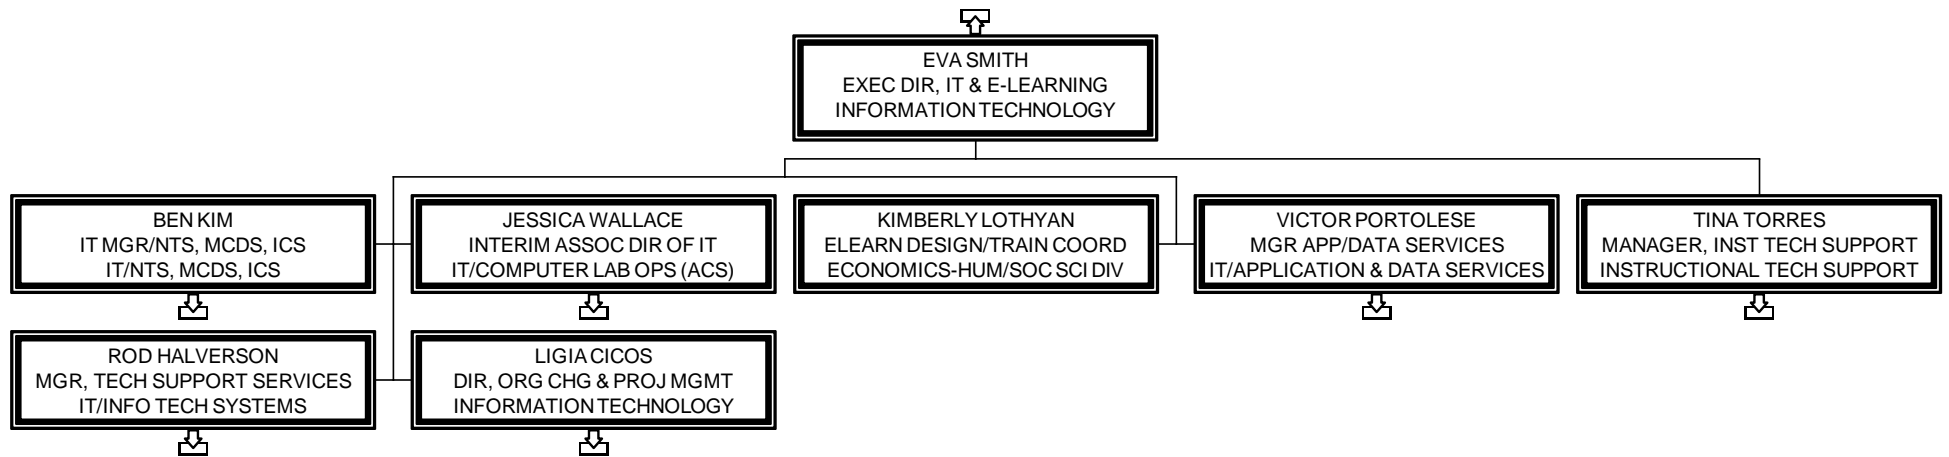 EVA SMITH
EXEC DIR, IT & E-LEARNING
INFORMATION TECHNOLOGY
BEN KIM
IT MGR/NTS, MCDS, ICS
IT/NTS, MCDS, ICS
JESSICA WALLACE
INTERIM ASSOC DIR OF IT
IT/COMPUTER LAB OPS (ACS)
KIMBERLY LOTHYAN
ELEARN DESIGN/TRAIN COORD
ECONOMICS-HUM/SOC SCI DIV
VICTOR PORTOLESE
MGR APP/DATA SERVICES
IT/APPLICATION & DATA SERVICES
TINA TORRES
MANAGER, INST TECH SUPPORT
INSTRUCTIONAL TECH SUPPORT
ROD HALVERSON
MGR, TECH SUPPORT SERVICES
IT/INFO TECH SYSTEMS
LIGIA CICOS
DIR, ORG CHG & PROJ MGMT
INFORMATION TECHNOLOGY